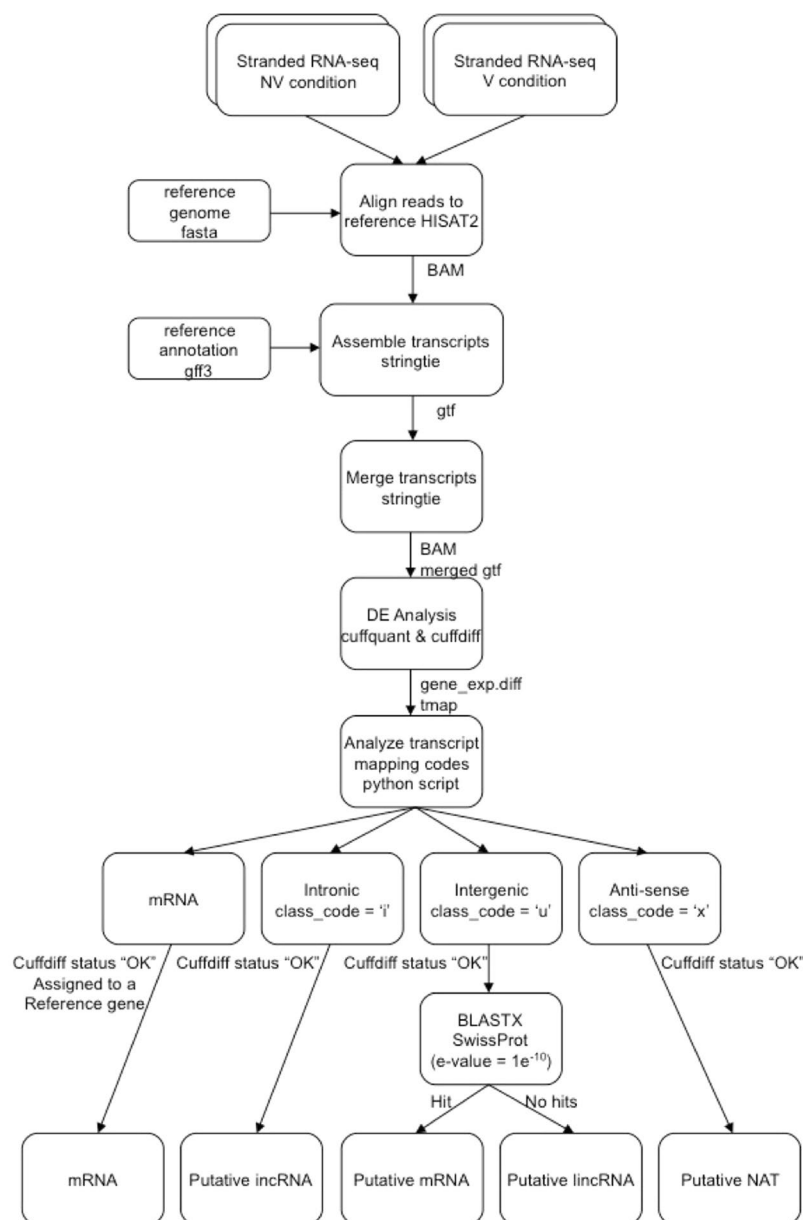 Stranded RNA-seq
NV condition
Stranded RNA-seq
V condition
reference
genome
fasta
Align reads to
reference HISAT2
BAM
reference
annotation
gff3
Assemble transcripts
stringtie
gtf
Merge transcripts
stringtie
BAM
merged gtf
DE Analysis
cuffquant & cuffdiff
gene_exp.diff
tmap
Analyze transcript
mapping codes
python script
mRNA
Intronic
class_code = ‘i’
Intergenic
class_code = ‘u’
Anti-sense
class_code = ‘x’
Cuffdiff status “OK”
Assigned to a
Reference gene
Cuffdiff status “OK”
Cuffdiff status “OK”
Cuffdiff status “OK”
BLASTX
SwissProt
(e-value = 1e⁻¹⁰)
Hit
No hits
mRNA
Putative incRNA
Putative mRNA
Putative lincRNA
Putative NAT